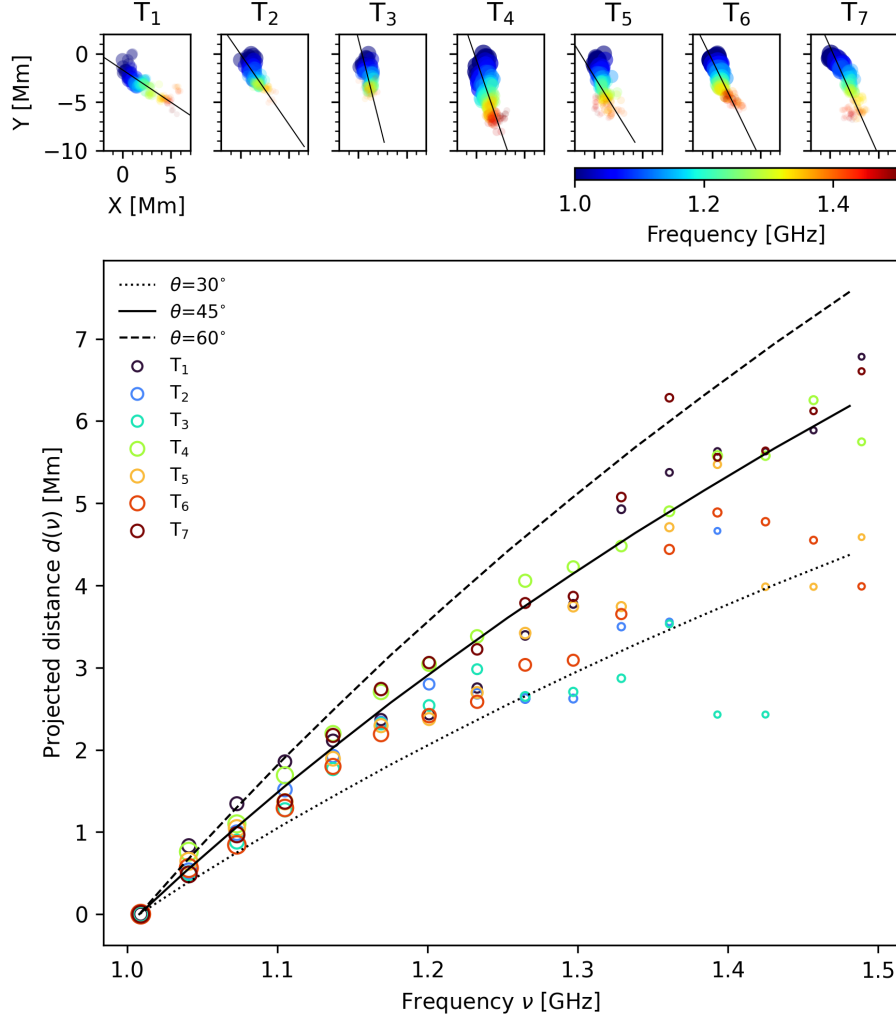 T₁ T₂ T₃ T₄ T₅ T₆ T₇
0
−5
−10
Y [Mm]
0 5
X [Mm]
1.0 1.2 1.4
Frequency [GHz]
θ=30°
θ=45°
θ=60°
T₁
T₂
T₃
T₄
T₅
T₆
T₇
7
6
5
4
3
2
1
0
Projected distance d(ν) [Mm]
1.0 1.1 1.2 1.3 1.4 1.5
Frequency ν [GHz]